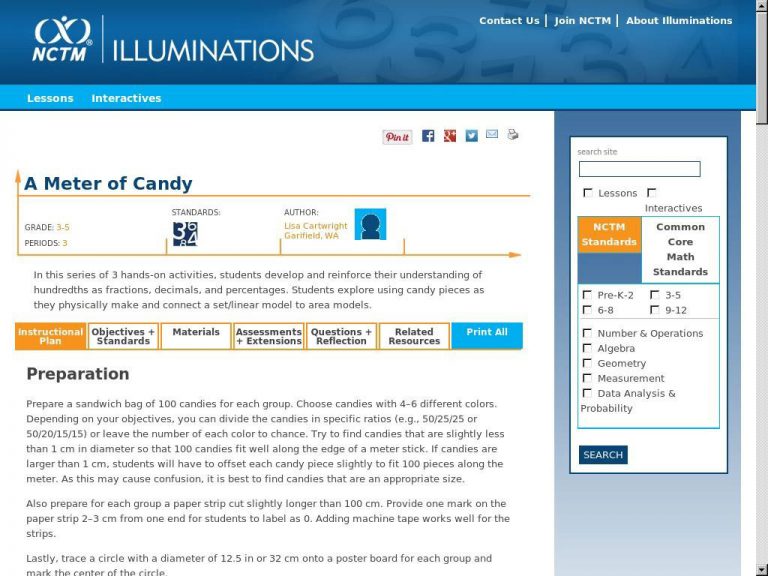 Contact Us | Join NCTM | About Illuminations
NCTM® ILLUMINATIONS
Lessons Interactives
Pin it
A Meter of Candy
GRADE: 3-5
PERIODS: 3
STANDARDS:
AUTHOR:
Lisa Cartwright
Garifield, WA
In this series of 3 hands-on activities, students develop and reinforce their understanding of
hundredths as fractions, decimals, and percentages. Students explore using candy pieces as
they physically make and connect a set/linear model to area models.
Instructional Plan
Objectives + Standards
Materials
Assessments + Extensions
Questions + Reflection
Related Resources
Print All
Preparation
Prepare a sandwich bag of 100 candies for each group. Choose candies with 4–6 different colors.
Depending on your objectives, you can divide the candies in specific ratios (e.g., 50/25/25 or
50/20/15/15) or leave the number of each color to chance. Try to find candies that are slightly less
than 1 cm in diameter so that 100 candies fit well along the edge of a meter stick. If candies are
larger than 1 cm, students will have to offset each candy piece slightly to fit 100 pieces along the
meter. As this may cause confusion, it is best to find candies that are an appropriate size.
Also prepare for each group a paper strip cut slightly longer than 100 cm. Provide one mark on the
paper strip 2–3 cm from one end for students to label as 0. Adding machine tape works well for the
strips.
Lastly, trace a circle with a diameter of 12.5 in or 32 cm onto a poster board for each group and
mark the center of the circle.
search site
Lessons
Interactives
NCTM
Standards
Common
Core
Math
Standards
Pre-K-2 3-5
6-8 9-12
Number & Operations
Algebra
Geometry
Measurement
Data Analysis &
Probability
SEARCH